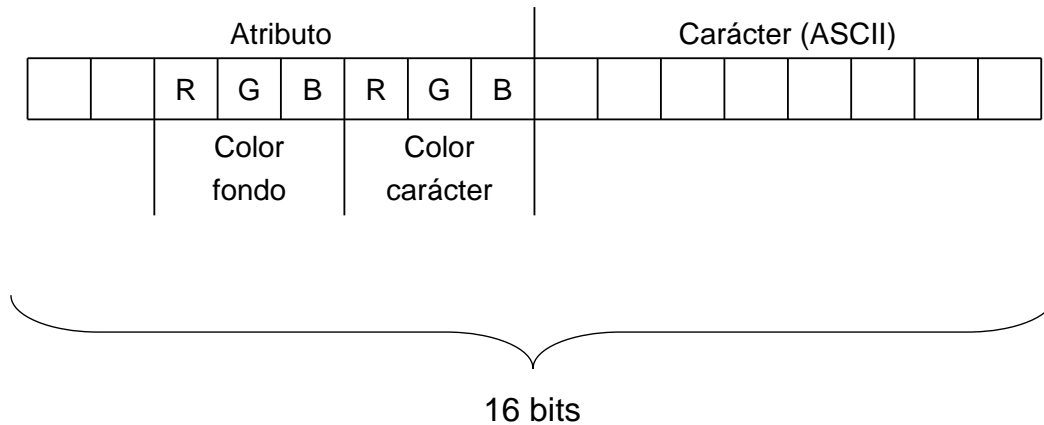 Atributo Carácter (ASCII)
R G B R G B
Color Color
fondo carácter
16 bits